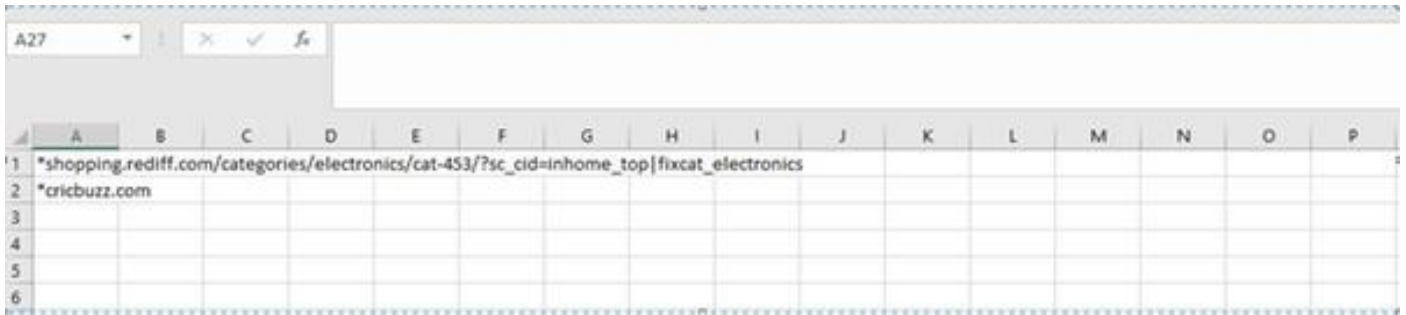 A27 fx
A B C D E F G H I J K L M N O P
1 *shopping.rediff.com/categories/electronics/cat-453/?sc_cid=inhome_top|fixcat_electronics
2 *cricbuzz.com
3
4
5
6